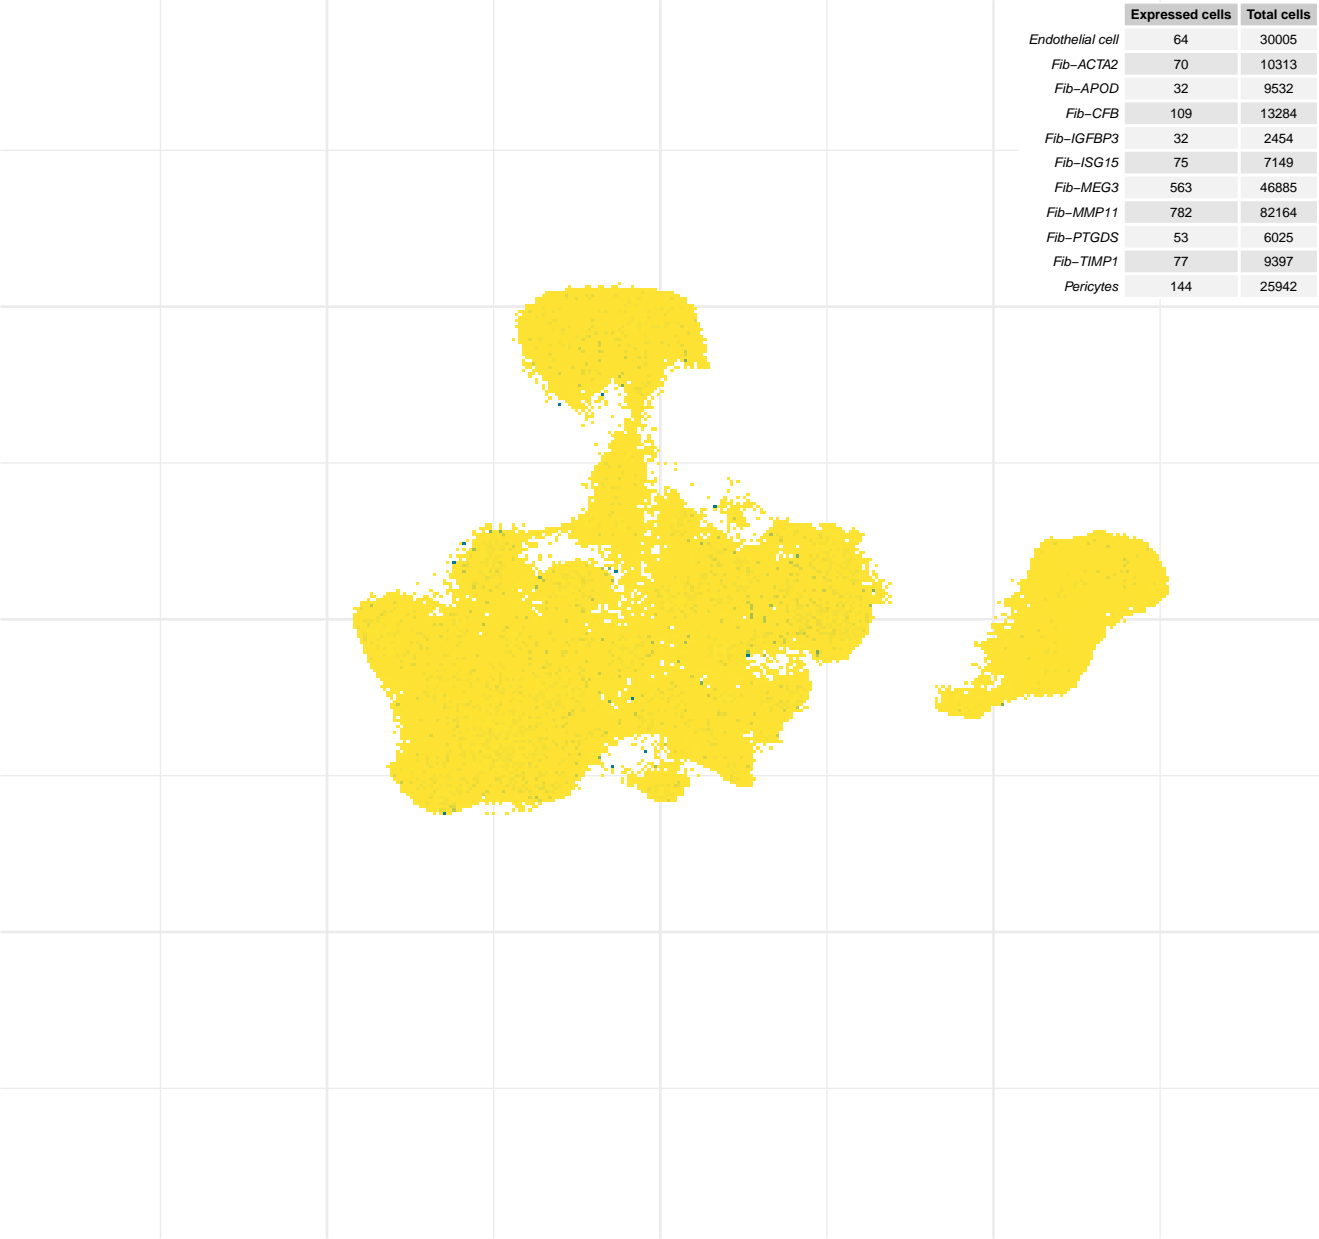 Expressed cells Total cells
Endothelial cell 64 30005
Fib−ACTA2 70 10313
Fib−APOD 32 9532
Fib−CFB 109 13284
Fib−IGFBP3 32 2454
Fib−ISG15 75 7149
Fib−MEG3 563 46885
Fib−MMP11 782 82164
Fib−PTGDS 53 6025
Fib−TIMP1 77 9397
Pericytes 144 25942